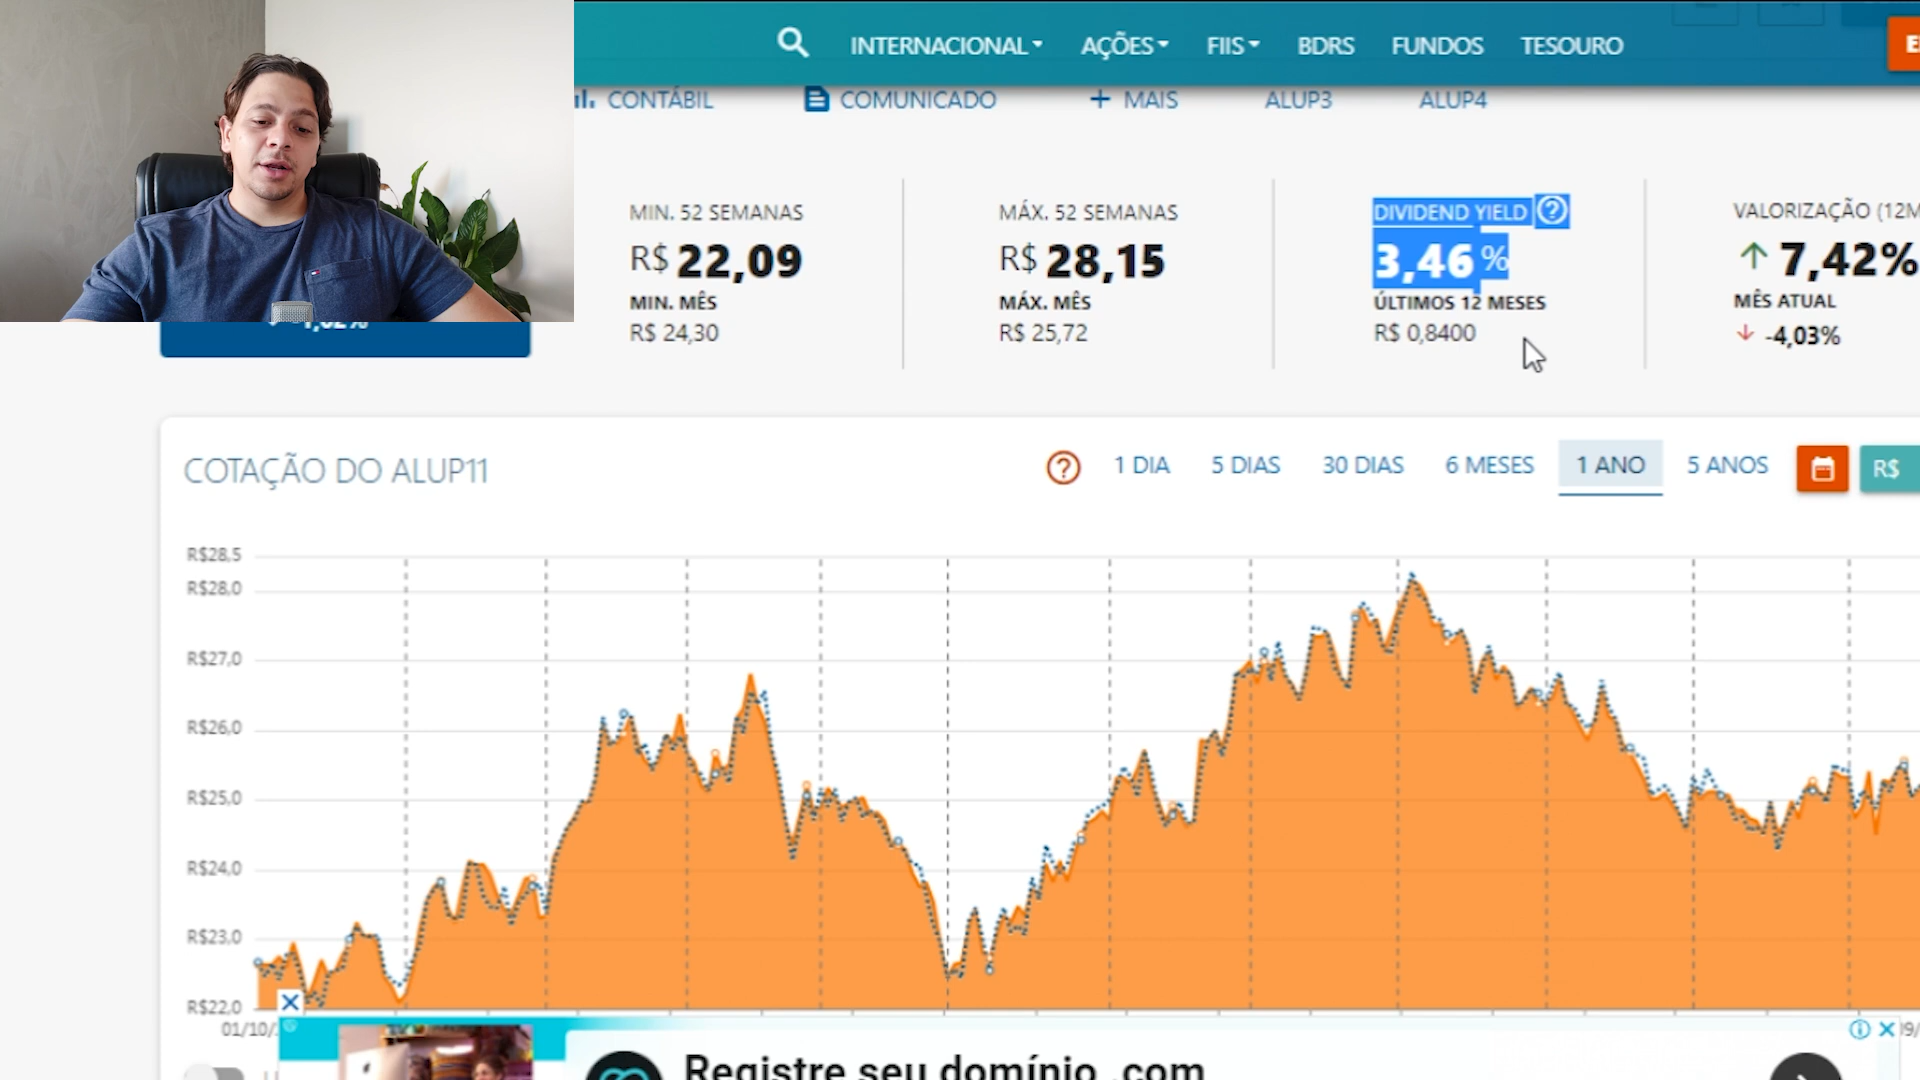 INTERNACIONAL AÇÕES FIIS BDRS FUNDOS TESOURO
CONTÁBIL COMUNICADO + MAIS ALUP3 ALUP4
MIN. 52 SEMANAS
R$ 22,09
MIN. MÊS
R$ 24,30
MÁX. 52 SEMANAS
R$ 28,15
MÁX. MÊS
R$ 25,72
DIVIDEND YIELD ?
3,46 %
ÚLTIMOS 12 MESES
R$ 0,8400
VALORIZAÇÃO (12M
7,42%
MÊS ATUAL
-4,03%
COTAÇÃO DO ALUP11
? 1 DIA 5 DIAS 30 DIAS 6 MESES 1 ANO 5 ANOS R$
R$28,5
R$28,0
R$27,0
R$26,0
R$25,0
R$24,0
R$23,0
R$22,0
01/10/
Registre seu domínio .com